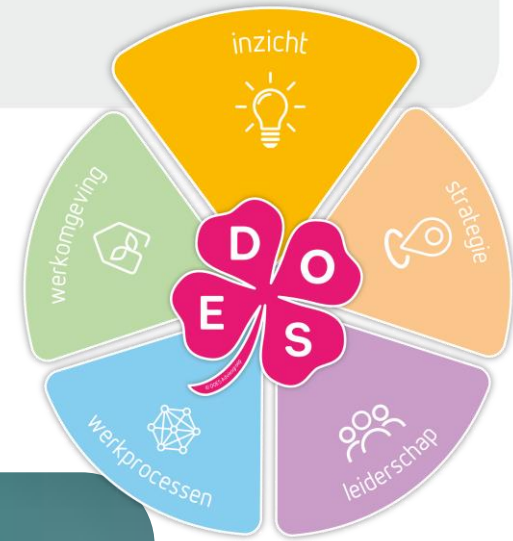 inzicht
strategie
leiderschap
werkprocessen
werkomgeving
D
O
E
S